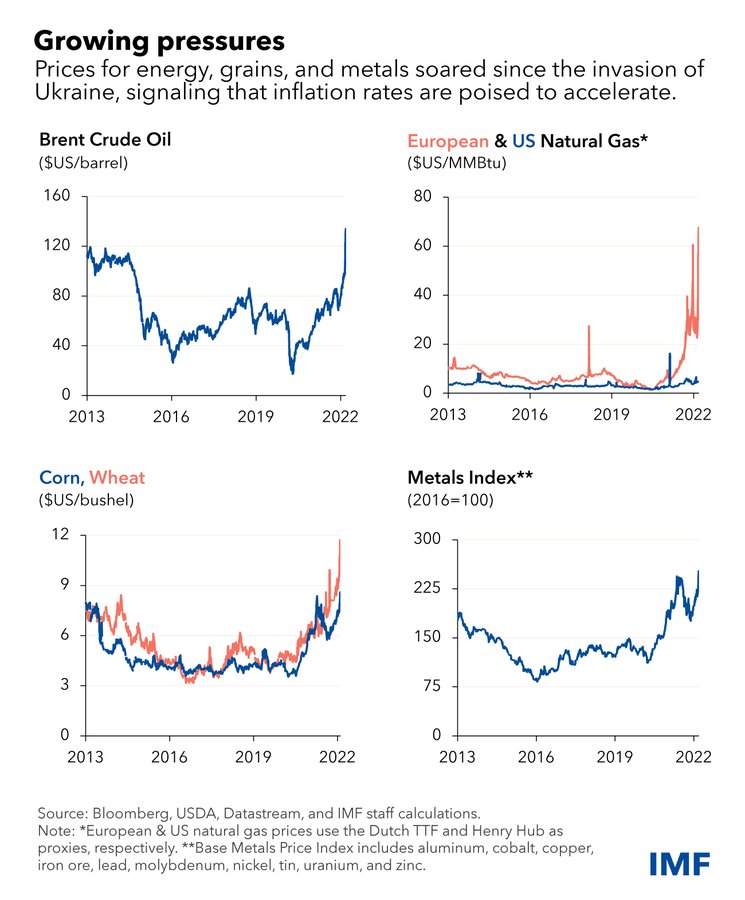 Growing pressures
Prices for energy, grains, and metals soared since the invasion of
Ukraine, signaling that inflation rates are poised to accelerate.
Brent Crude Oil
($US/barrel)
160
120
80
40
0
2013 2016 2019 2022
European & US Natural Gas*
($US/MMBtu)
80
60
40
20
0
2013 2016 2019 2022
Corn, Wheat
($US/bushel)
12
9
6
3
0
2013 2016 2019 2022
Metals Index**
(2016=100)
300
225
150
75
0
2013 2016 2019 2022
Source: Bloomberg, USDA, Datastream, and IMF staff calculations.
Note: *European & US natural gas prices use the Dutch TTF and Henry Hub as
proxies, respectively. **Base Metals Price Index includes aluminum, cobalt, copper,
iron ore, lead, molybdenum, nickel, tin, uranium, and zinc.
IMF